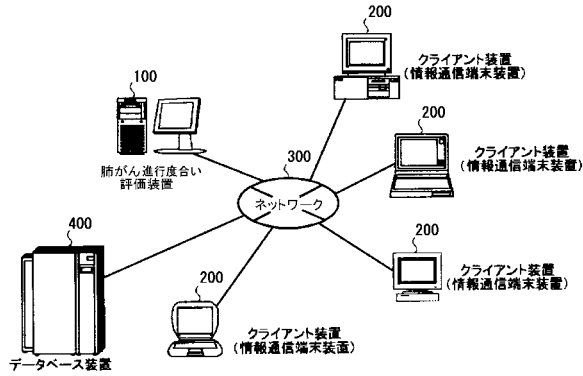 200
クライアント装置
(情報通信端末装置)
100
肺がん進行度合い
評価装置
200
クライアント装置
(情報通信端末装置)
300
ネットワーク
400
データベース装置
200
クライアント装置
(情報通信端末装置)
200
クライアント装置
(情報通信端末装置)